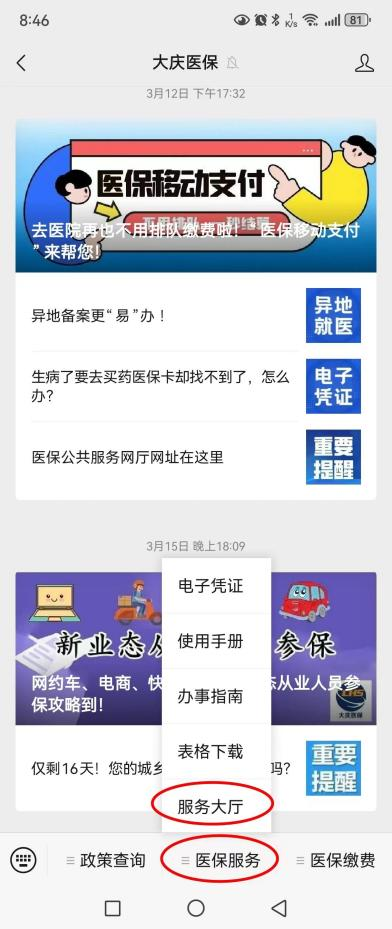 8:46
1
K/s
81
大庆医保
3月12日 下午17:32
医保移动支付
去医院再也不用排队缴费啦！“医保移动支付
”来帮您！
异地备案更“易”办！
异地
就医
生病了要去买药医保卡却找不到了，怎么
办？
电子
凭证
医保公共服务网厅网址在这里
重要
提醒
3月15日 晚上18:09
电子凭证
使用手册
办事指南
表格下载
服务大厅
新业态从
参保
网约车、电商、快
态从业人员参
保攻略到！
CHS
大庆医保
仅剩16天！您的城乡
吗？
重要
提醒
政策查询
医保服务
医保缴费